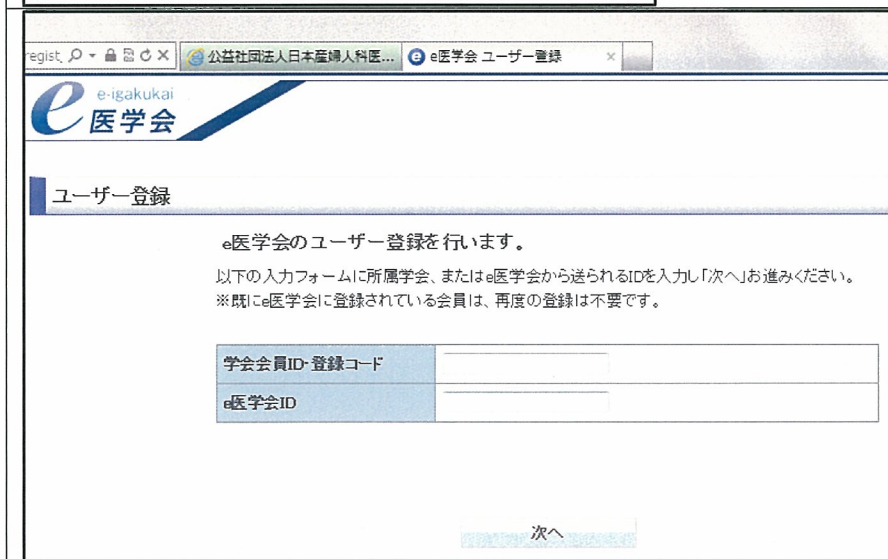 regist
公益社団法人日本産婦人科医...
e医学会 ユーザー登録
e e-igakukai
医学会
ユーザー登録
e医学会のユーザー登録を行います。
以下の入力フォームに所属学会、またはe医学会から送られるIDを入力し「次へ」お進みください。
※既にe医学会に登録されている会員は、再度の登録は不要です。
学会会員ID・登録コード
e医学会ID
次へ